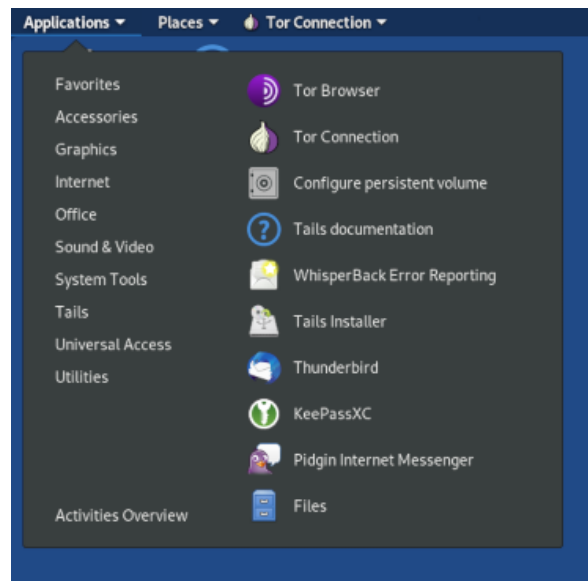 Applications Places Tor Connection
Favorites
Accessories
Graphics
Internet
Office
Sound & Video
System Tools
Tails
Universal Access
Utilities
Activities Overview
Tor Browser
Tor Connection
Configure persistent volume
Tails documentation
WhisperBack Error Reporting
Tails Installer
Thunderbird
KeePassXC
Pidgin Internet Messenger
Files